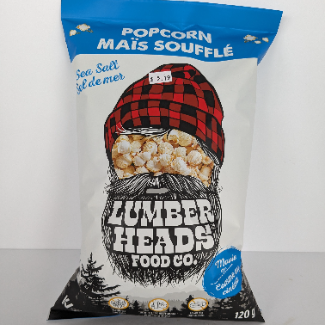 POPCORN
MAÏS SOUFFLÉ
Sea Salt
Sel de mer
LUMBER
HEADS
FOOD CO.
120 g